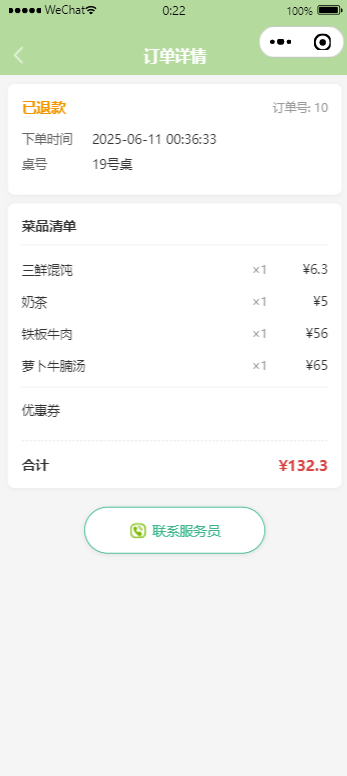 WeChat 0:22 100%
订单详情
已退款 订单号: 10
下单时间 2025-06-11 00:36:33
桌号 19号桌
菜品清单
三鲜馄饨 ×1 ¥6.3
奶茶 ×1 ¥5
铁板牛肉 ×1 ¥56
萝卜牛腩汤 ×1 ¥65
优惠券
合计 ¥132.3
联系服务员